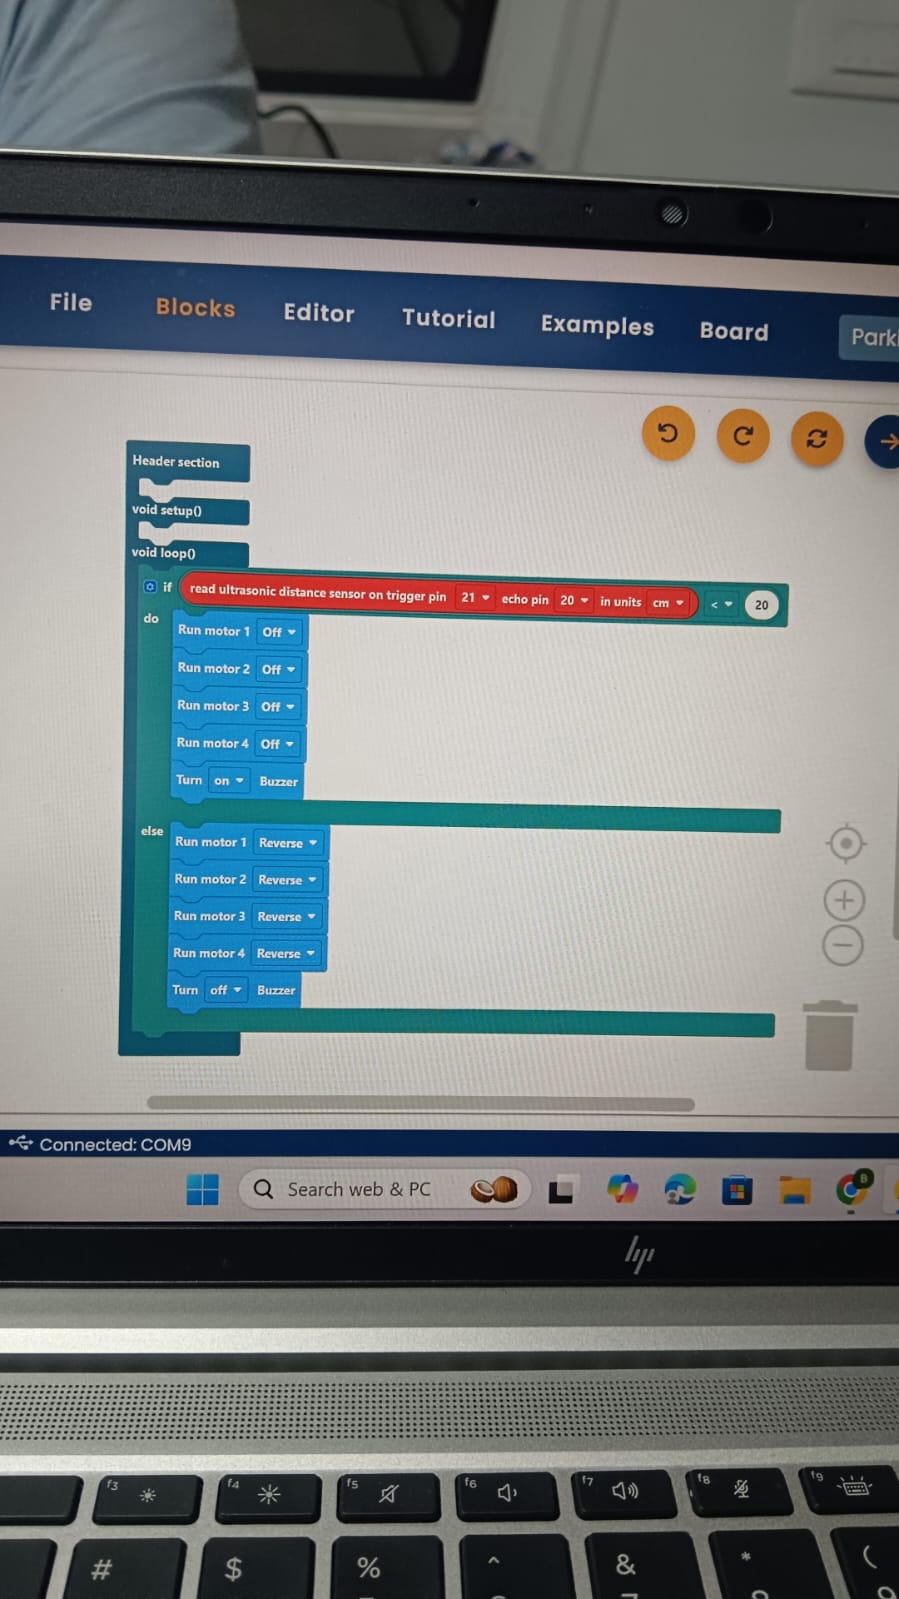 File Blocks Editor Tutorial Examples Board Parki
Header section
void setup()
void loop()
if read ultrasonic distance sensor on trigger pin 21 echo pin 20 in units cm < 20
do
Run motor 1 Off
Run motor 2 Off
Run motor 3 Off
Run motor 4 Off
Turn on Buzzer
else
Run motor 1 Reverse
Run motor 2 Reverse
Run motor 3 Reverse
Run motor 4 Reverse
Turn off Buzzer
Connected: COM9
Search web & PC
B
hp
f3 f4 f5 f6 f7 f8 f9
# $ % ^ & * (